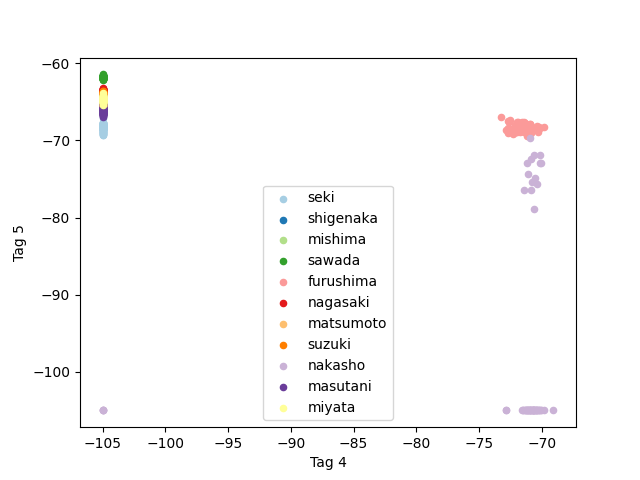 −60
−70
−80
−90
−100
Tag 5
seki
shigenaka
mishima
sawada
furushima
nagasaki
matsumoto
suzuki
nakasho
masutani
miyata
−105 −100 −95 −90 −85 −80 −75 −70
Tag 4